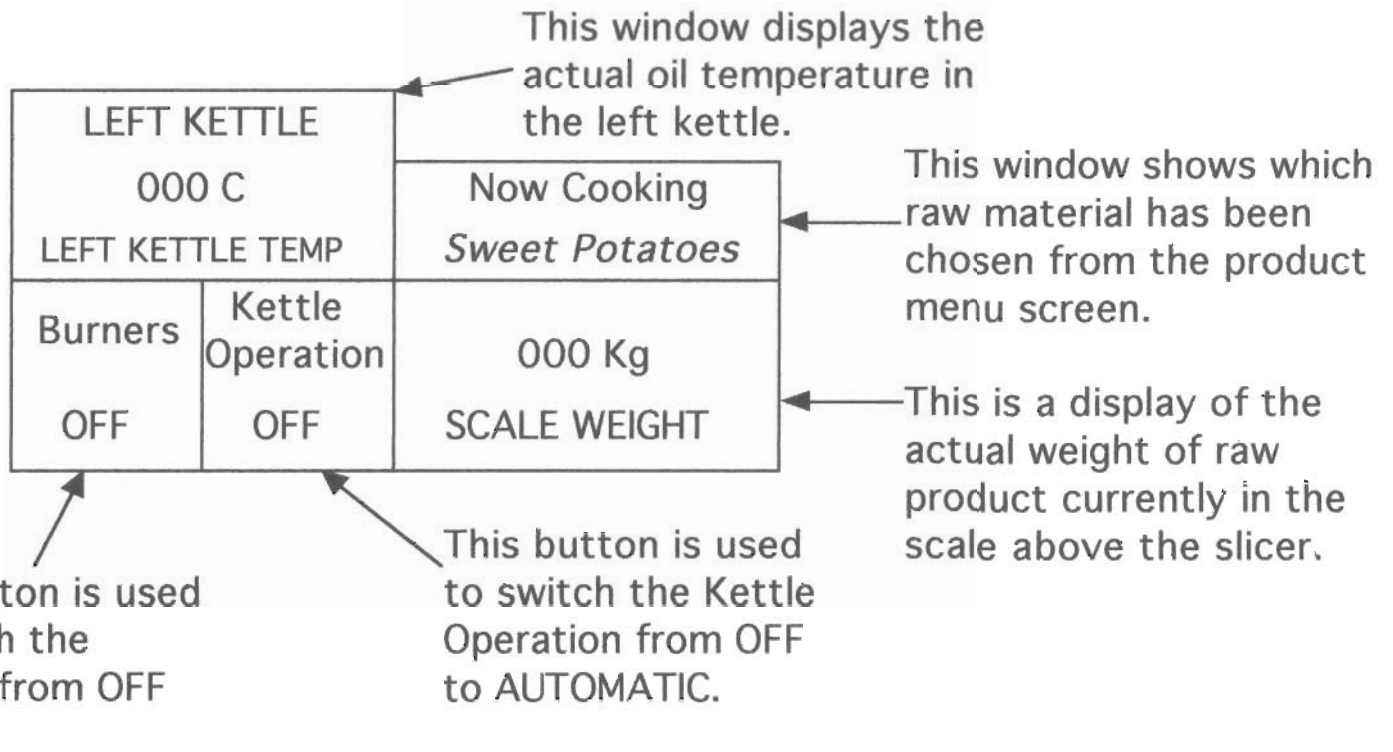 This window displays the
actual oil temperature in
the left kettle.
LEFT KETTLE
000 C
LEFT KETTLE TEMP
Now Cooking
Sweet Potatoes
This window shows which
raw material has been
chosen from the product
menu screen.
Burners
OFF
Kettle
Operation
OFF
000 Kg
SCALE WEIGHT
This is a display of the
actual weight of raw
product currently in the
scale above the slicer.
This button is used
to switch the Kettle
Operation from OFF
to AUTOMATIC.
is used
the
from OFF